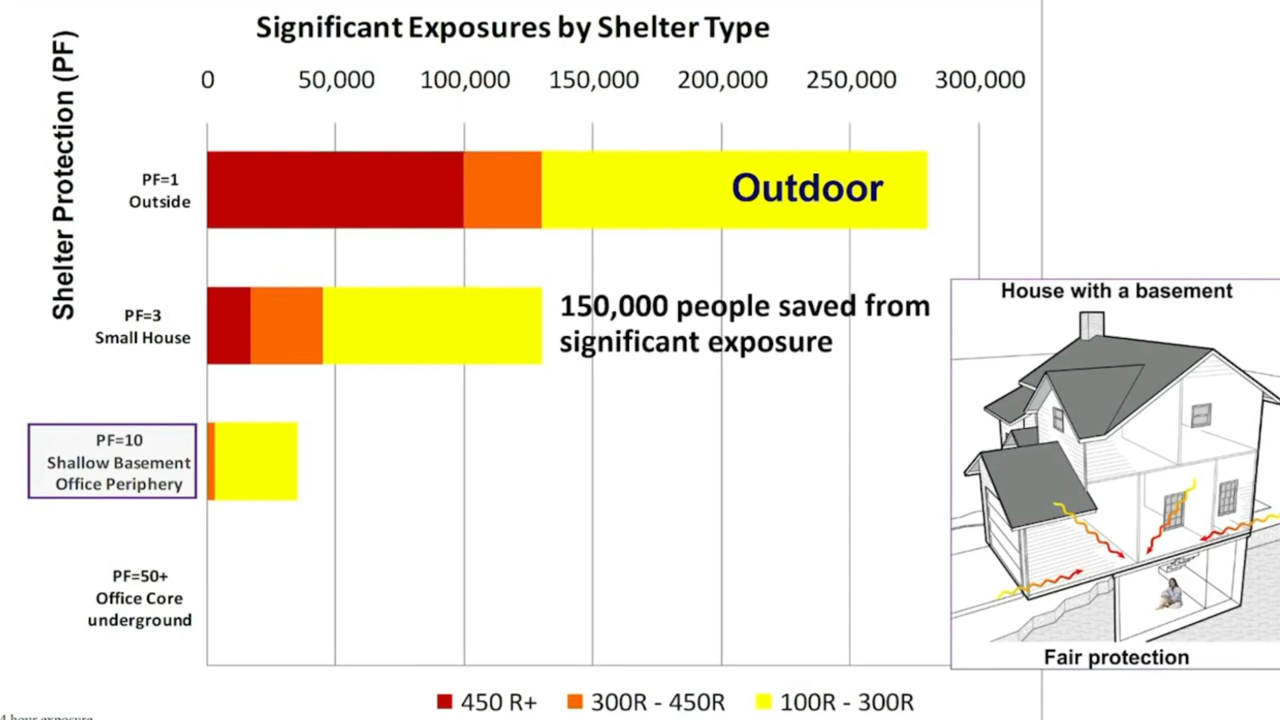 Significant Exposures by Shelter Type
Shelter Protection (PF)
0 50,000 100,000 150,000 200,000 250,000 300,000
PF=1
Outside
Outdoor
PF=3
Small House
150,000 people saved from
significant exposure
PF=10
Shallow Basement
Office Periphery
PF=50+
Office Core
underground
450 R+ 300R - 450R 100R - 300R
House with a basement
Fair protection
4 hour exposure